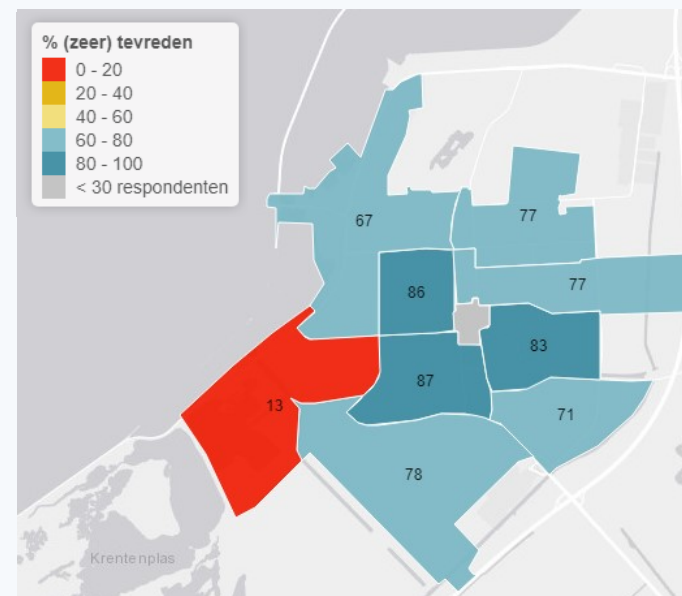 % (zeer) tevreden
0 - 20
20 - 40
40 - 60
60 - 80
80 - 100
< 30 respondenten
67
77
77
86
83
87
13
71
78
Krentenplas